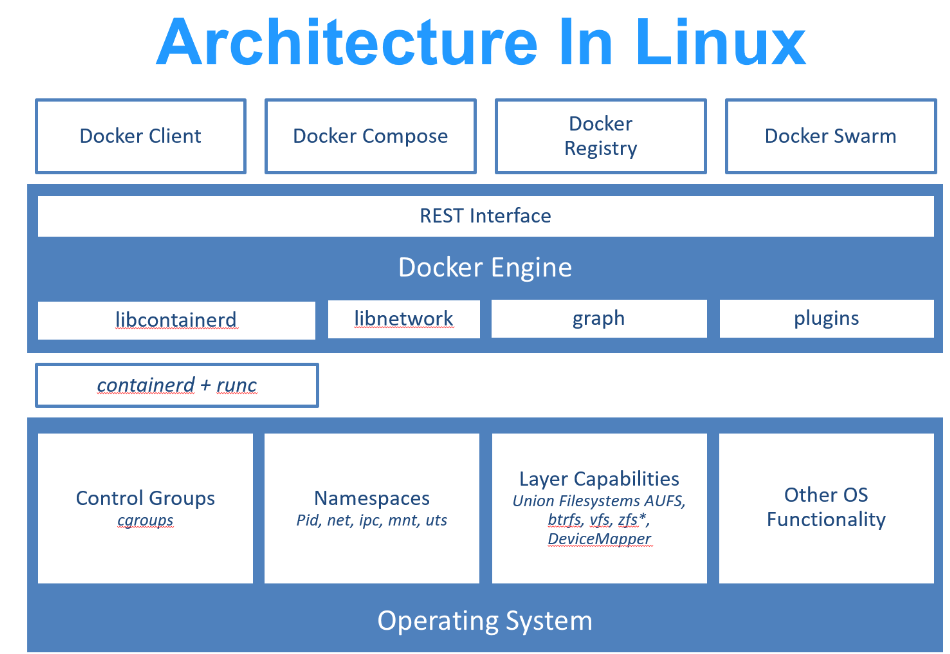 Architecture In Linux
Docker Client
Docker Compose
Docker
Registry
Docker Swarm
REST Interface
Docker Engine
libcontainerd
libnetwork
graph
plugins
containerd + runc
Control Groups
cgroups
Namespaces
Pid, net, ipc, mnt, uts
Layer Capabilities
Union Filesystems AUFS,
btrfs, vfs, zfs*,
DeviceMapper
Other OS
Functionality
Operating System